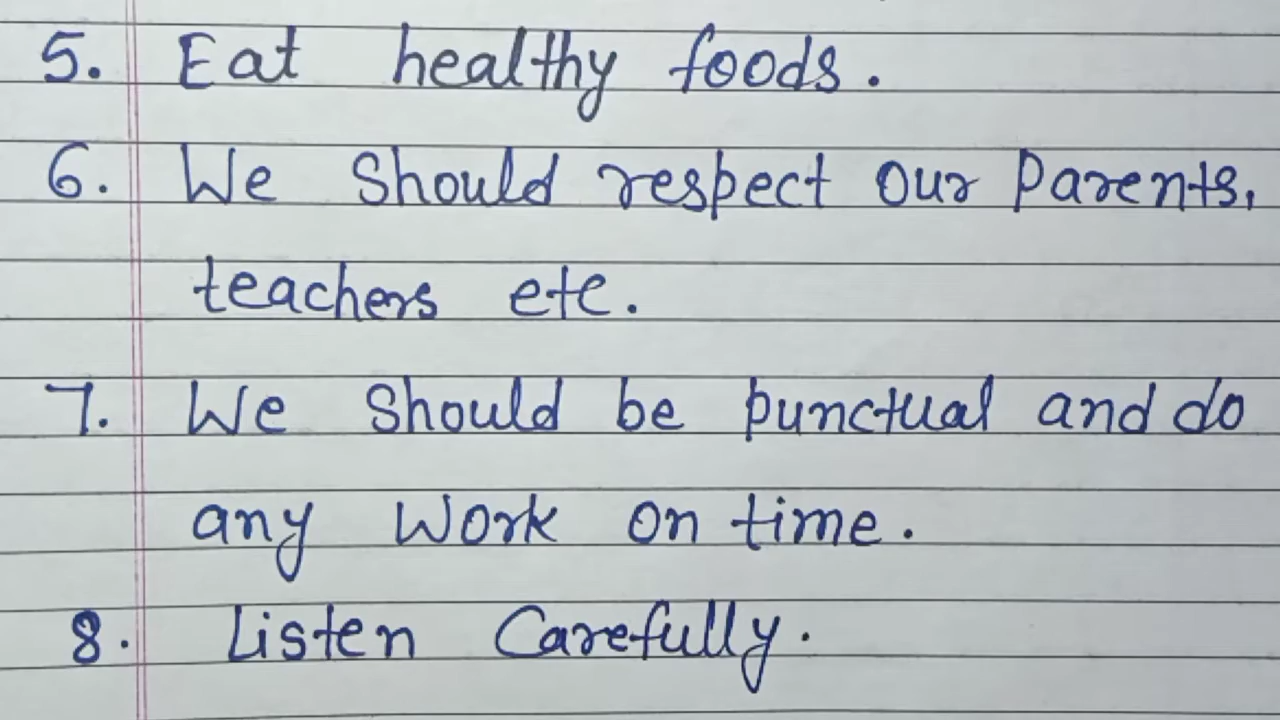 5. Eat healthy foods.
6. We Should respect Our Parents,
teachers etc.
7. We Should be punctual and do
any Work on time.
8. Listen Carefully.